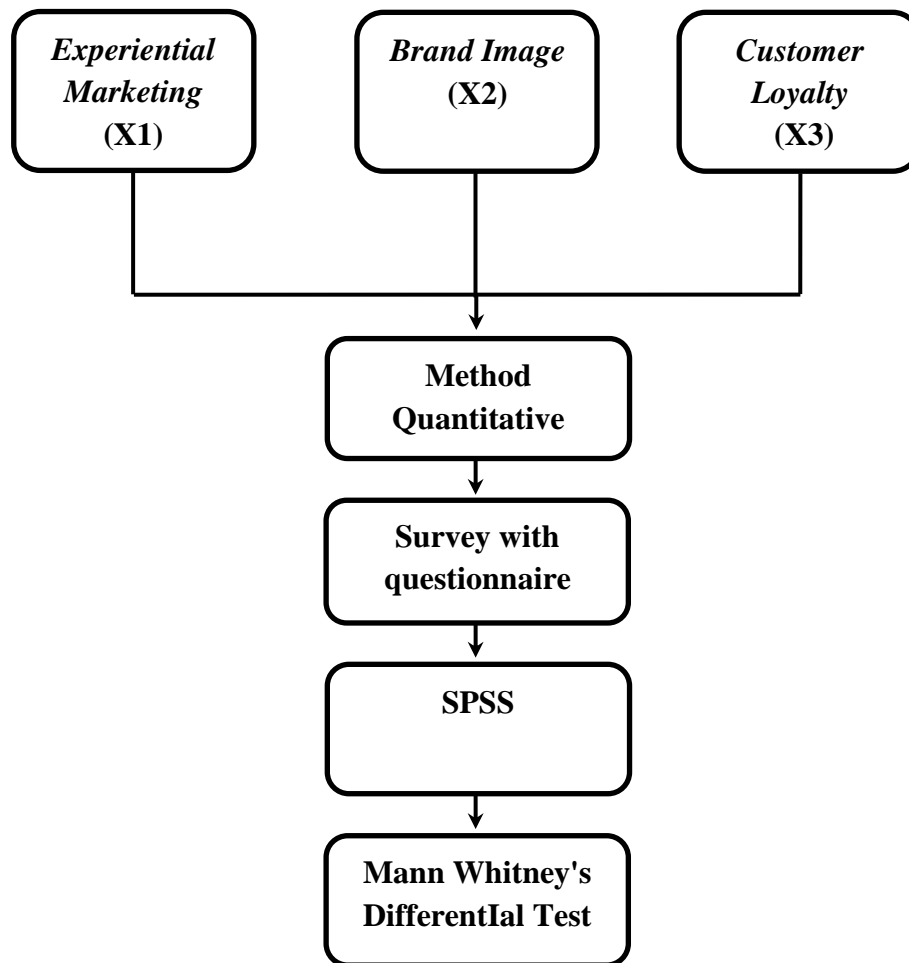 Experiential
Marketing
(X1)
Brand Image
(X2)
Customer
Loyalty
(X3)
Method
Quantitative
Survey with
questionnaire
SPSS
Mann Whitney's
DifferentIal Test